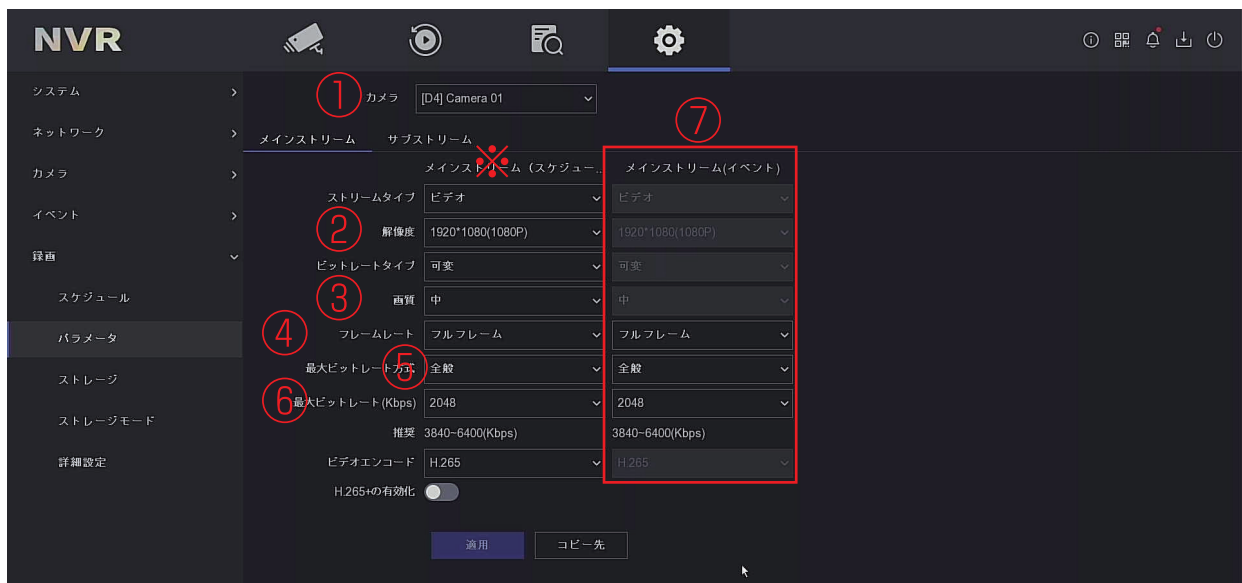 NVR
システム
ネットワーク
カメラ
イベント
録画
スケジュール
パラメータ
ストレージ
ストレージモード
詳細設定
① カメラ [D4] Camera 01
メインストリーム サブストリーム
※ ⑦
メインストリーム (スケジュー.. メインストリーム(イベント)
ストリームタイプ ビデオ ビデオ
② 解像度 1920*1080(1080P) 1920*1080(1080P)
ビットレートタイプ 可変 可変
③ 画質 中 中
④ フレームレート フルフレーム フルフレーム
最大ビットレート方式 ⑤ 全般 全般
⑥ 最大ビットレート(Kbps) 2048 2048
推奨 3840~6400(Kbps) 3840~6400(Kbps)
ビデオエンコード H.265 H.265
H.265+の有効化
適用 コピー先